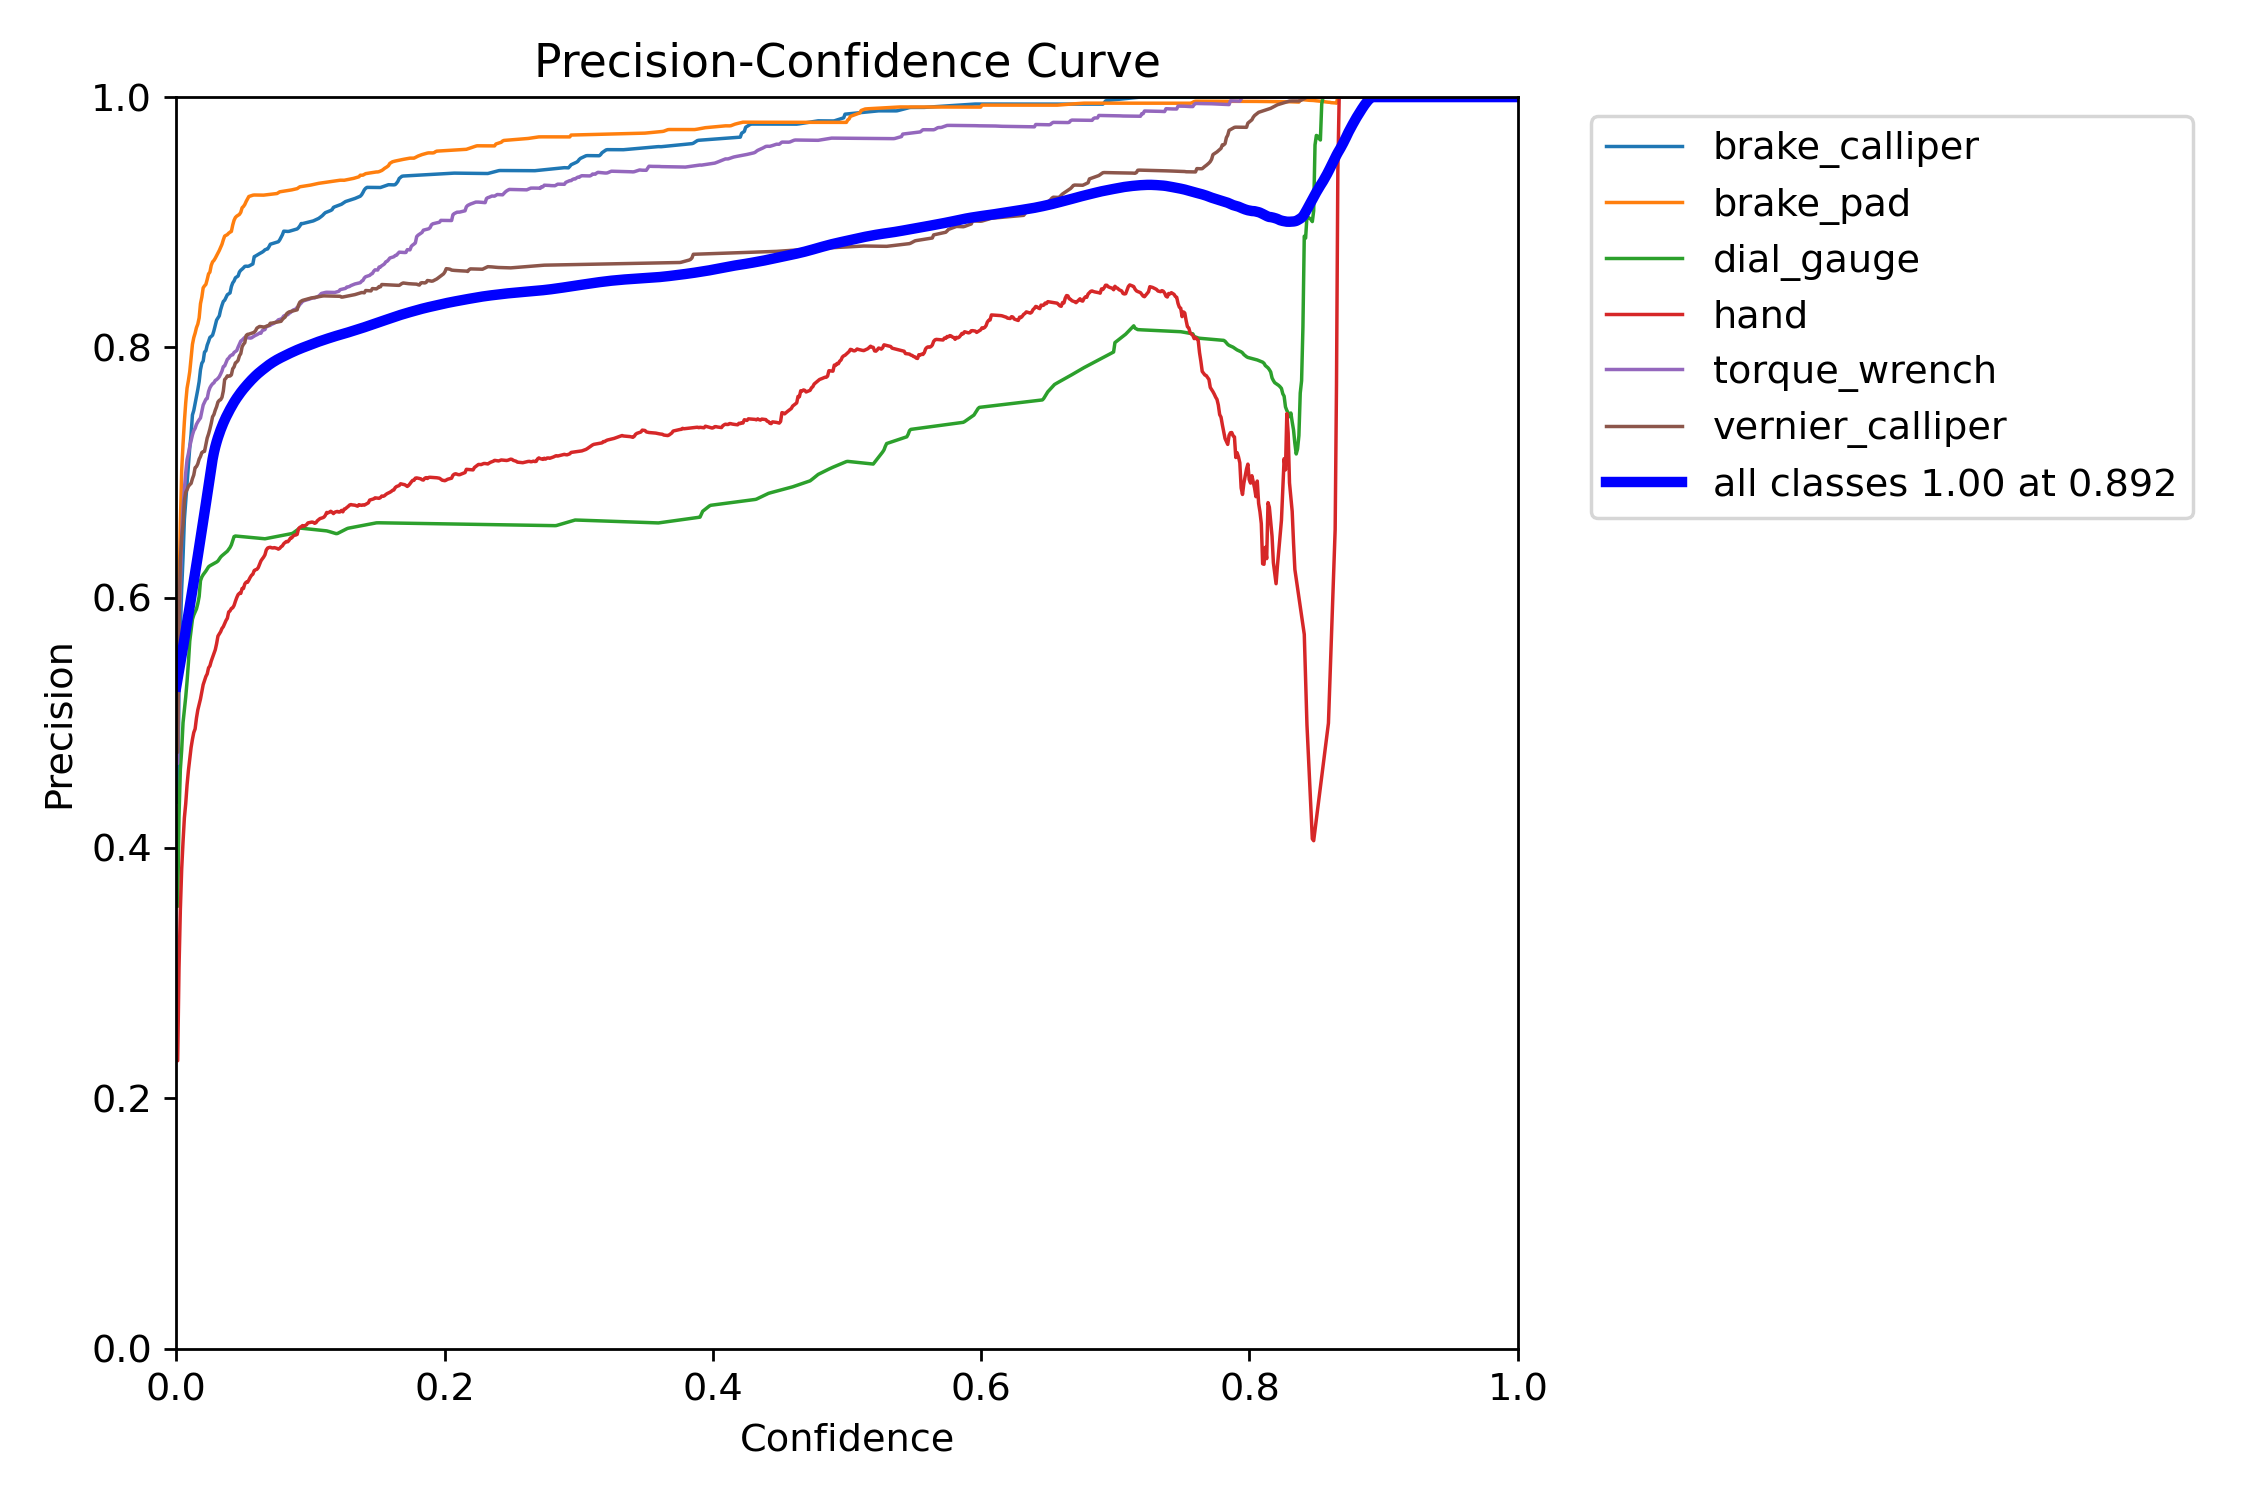 Precision-Confidence Curve
1.0
0.8
0.6
0.4
0.2
0.0
Precision
0.0 0.2 0.4 0.6 0.8 1.0
Confidence
brake_calliper
brake_pad
dial_gauge
hand
torque_wrench
vernier_calliper
all classes 1.00 at 0.892